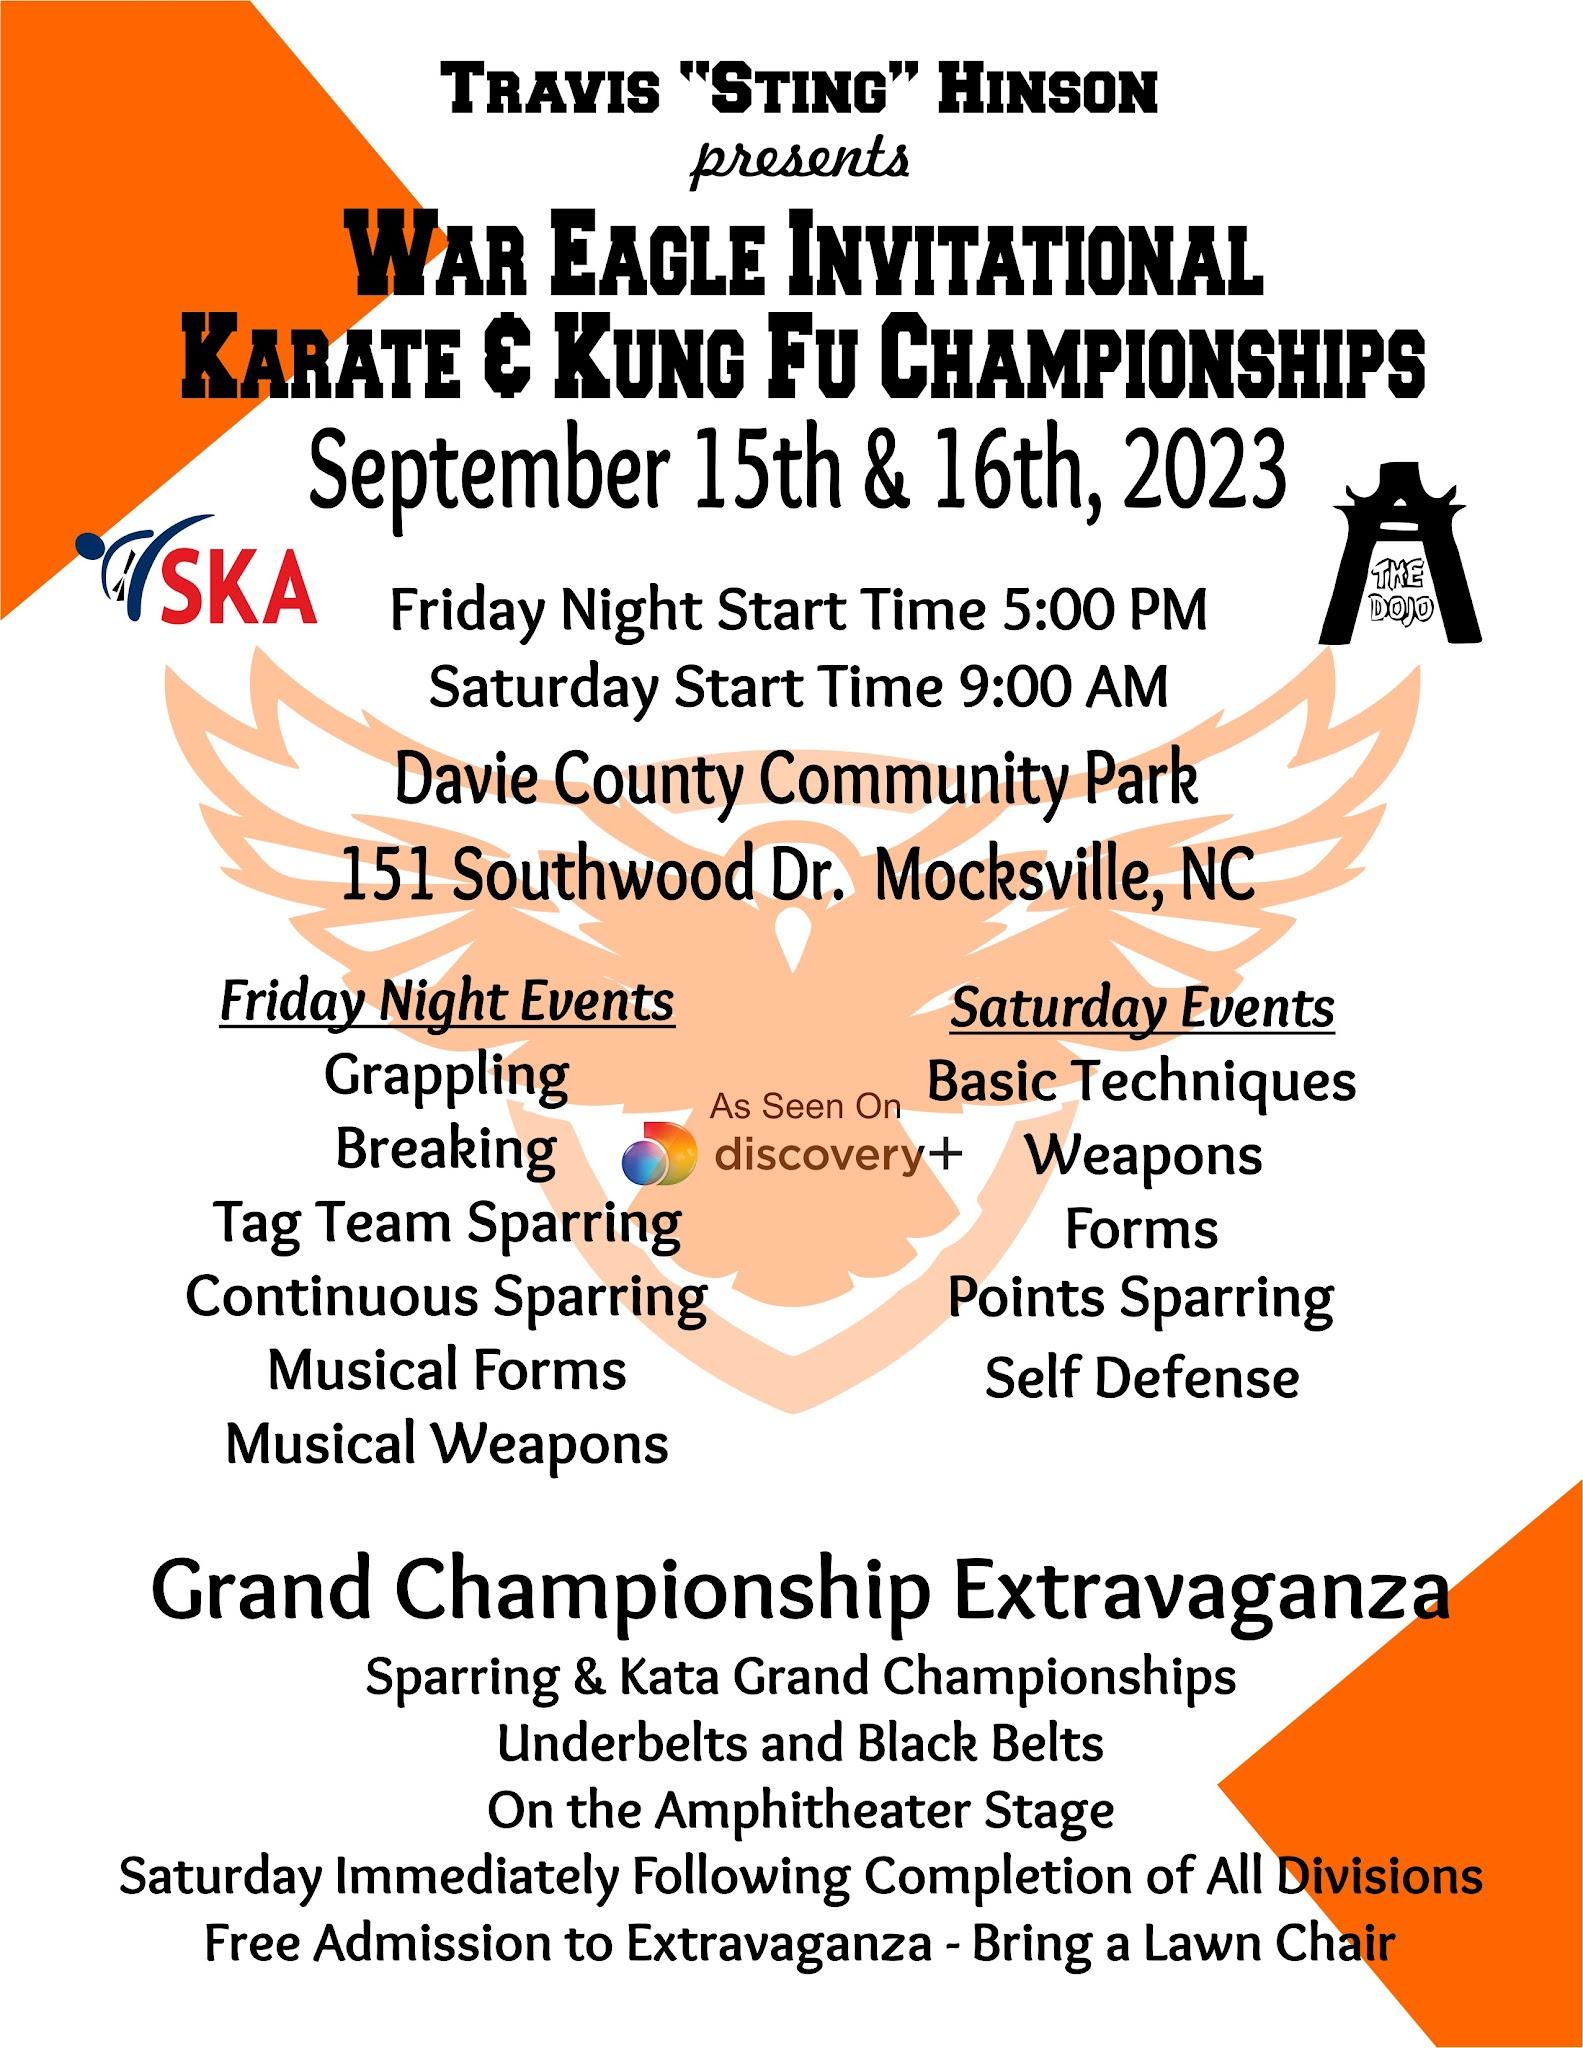 Travis "Sting" Hinson
presents
War Eagle Invitational
Karate & Kung Fu Championships
September 15th & 16th, 2023
SKA
THE
DOJO
Friday Night Start Time 5:00 PM
Saturday Start Time 9:00 AM
Davie County Community Park
151 Southwood Dr. Mocksville, NC
Friday Night Events
Grappling
Breaking
Tag Team Sparring
Continuous Sparring
Musical Forms
Musical Weapons
As Seen On
discovery+
Saturday Events
Basic Techniques
Weapons
Forms
Points Sparring
Self Defense
Grand Championship Extravaganza
Sparring & Kata Grand Championships
Underbelts and Black Belts
On the Amphitheater Stage
Saturday Immediately Following Completion of All Divisions
Free Admission to Extravaganza - Bring a Lawn Chair